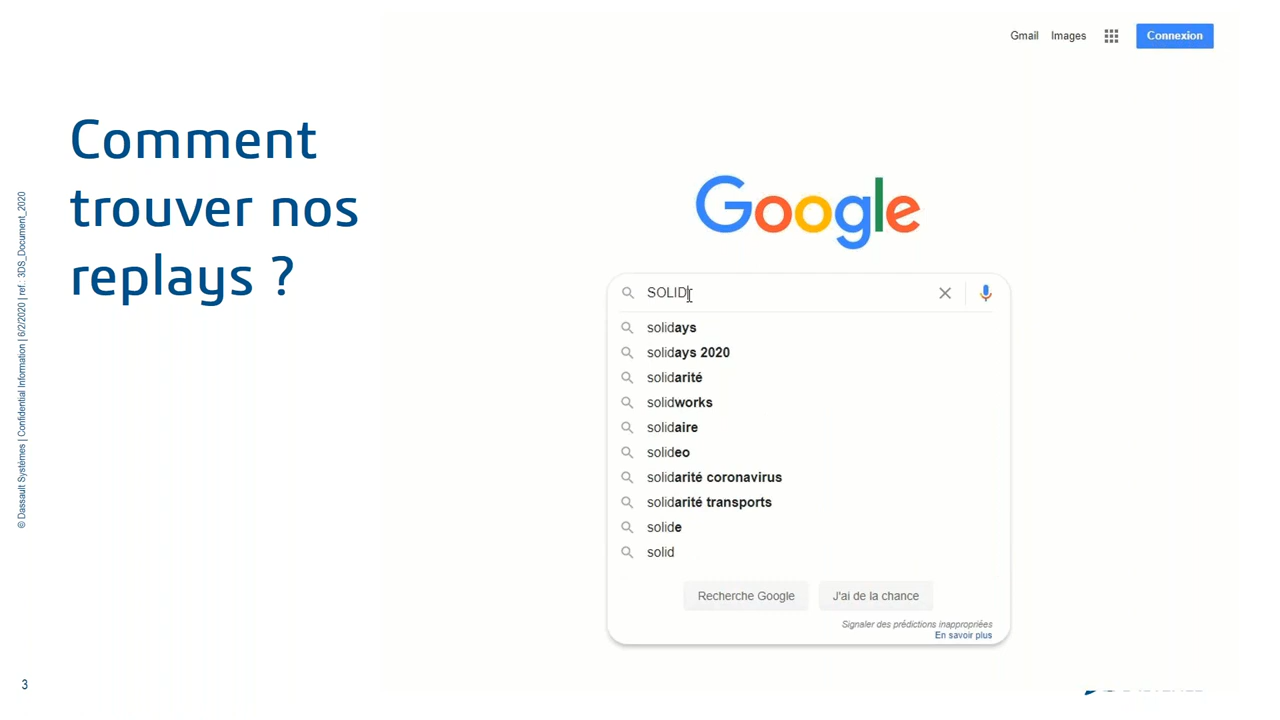 Gmail Images Connexion
Comment
trouver nos
replays ?
Google
SOLID
solidays
solidays 2020
solidarité
solidworks
solidaire
solideo
solidarité coronavirus
solidarité transports
solide
solid
Recherche Google J'ai de la chance
Signaler des prédictions inappropriées
En savoir plus
© Dassault Systèmes | Confidential Information | 6/2/2020 | ref.: 3DS_Document_2020
3